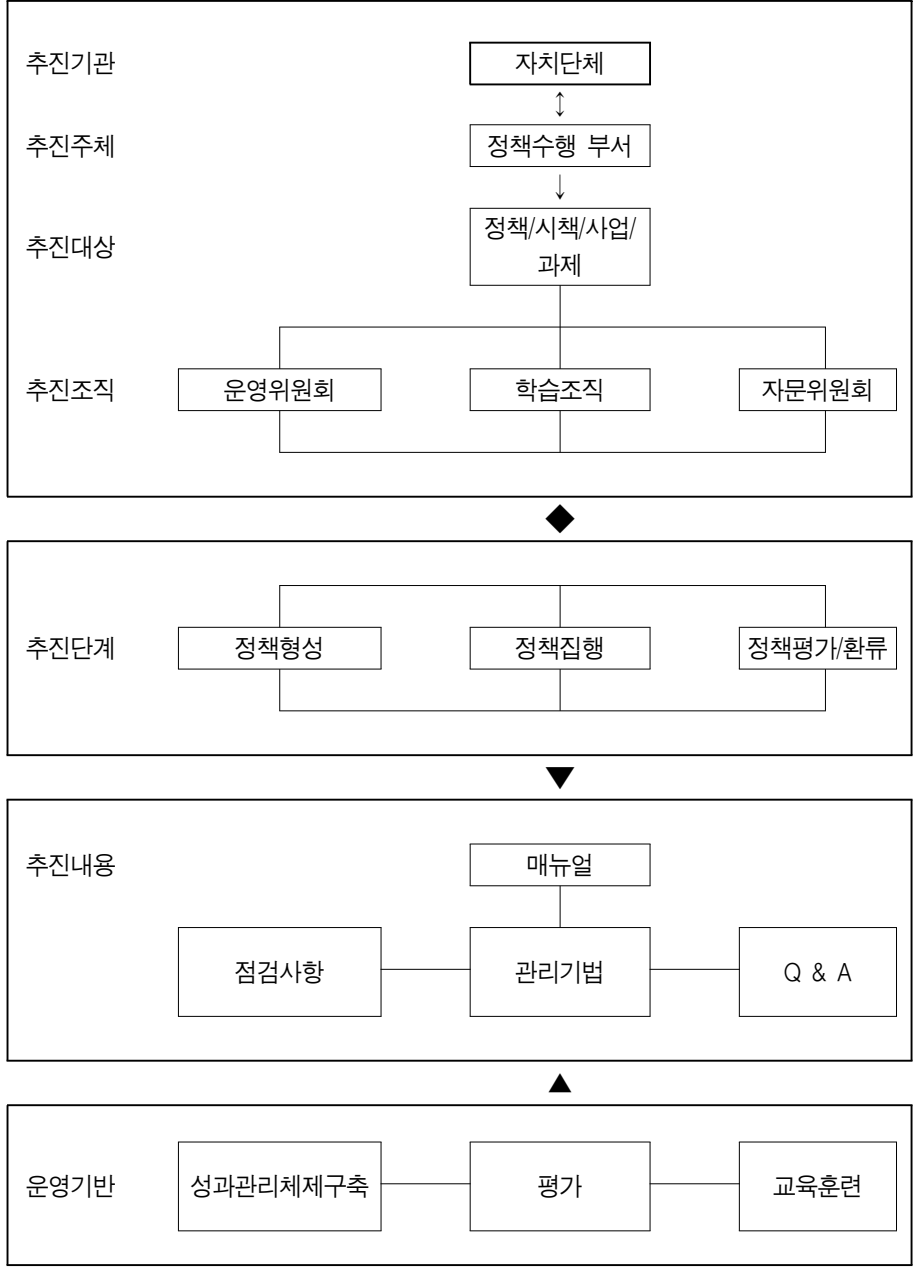 추진기관
자치단체
추진주체
정책수행 부서
추진대상
정책/시책/사업/
과제
추진조직
운영위원회
학습조직
자문위원회
추진단계
정책형성
정책집행
정책평가/환류
추진내용
매뉴얼
점검사항
관리기법
Q & A
운영기반
성과관리체제구축
평가
교육훈련